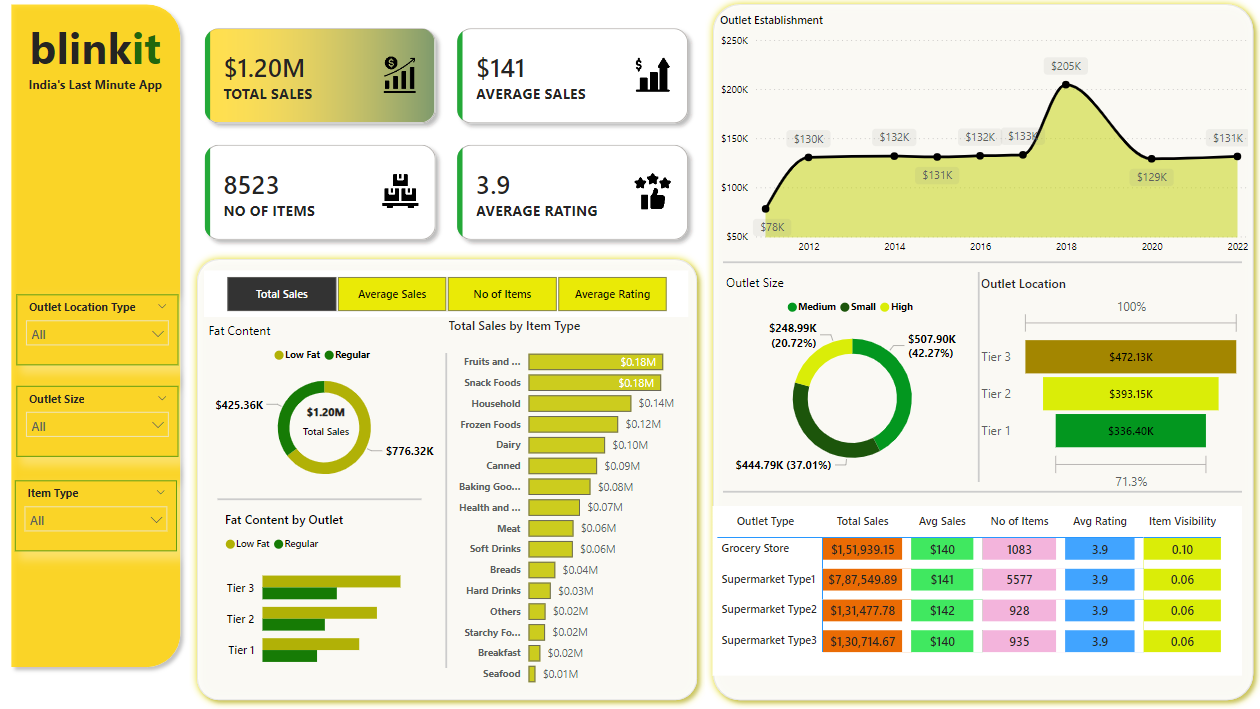 blinkit
India's Last Minute App
Outlet Location Type
All
Outlet Size
All
Item Type
All
$1.20M
TOTAL SALES
$141
AVERAGE SALES
8523
NO OF ITEMS
3.9
AVERAGE RATING
Total Sales Average Sales No of Items Average Rating
Fat Content
Low Fat Regular
$425.36K
$1.20M
Total Sales
$776.32K
Fat Content by Outlet
Low Fat Regular
Tier 3
Tier 2
Tier 1
Total Sales by Item Type
Fruits and ... $0.18M
Snack Foods $0.18M
Household $0.14M
Frozen Foods $0.12M
Dairy $0.10M
Canned $0.09M
Baking Goo... $0.08M
Health and ... $0.07M
Meat $0.06M
Soft Drinks $0.06M
Breads $0.04M
Hard Drinks $0.03M
Others $0.02M
Starchy Fo... $0.02M
Breakfast $0.02M
Seafood $0.01M
Outlet Establishment
$250K
$200K
$150K
$100K
$50K
$78K
$130K
$132K
$131K
$132K
$133K
$205K
$129K
$131K
2012 2014 2016 2018 2020 2022
Outlet Size
Medium Small High
$248.99K
(20.72%)
$507.90K
(42.27%)
$444.79K (37.01%)
Outlet Location
100%
Tier 3 $472.13K
Tier 2 $393.15K
Tier 1 $336.40K
71.3%
Outlet Type Total Sales Avg Sales No of Items Avg Rating Item Visibility
Grocery Store $1,51,939.15 $140 1083 3.9 0.10
Supermarket Type1 $7,87,549.89 $141 5577 3.9 0.06
Supermarket Type2 $1,31,477.78 $142 928 3.9 0.06
Supermarket Type3 $1,30,714.67 $140 935 3.9 0.06